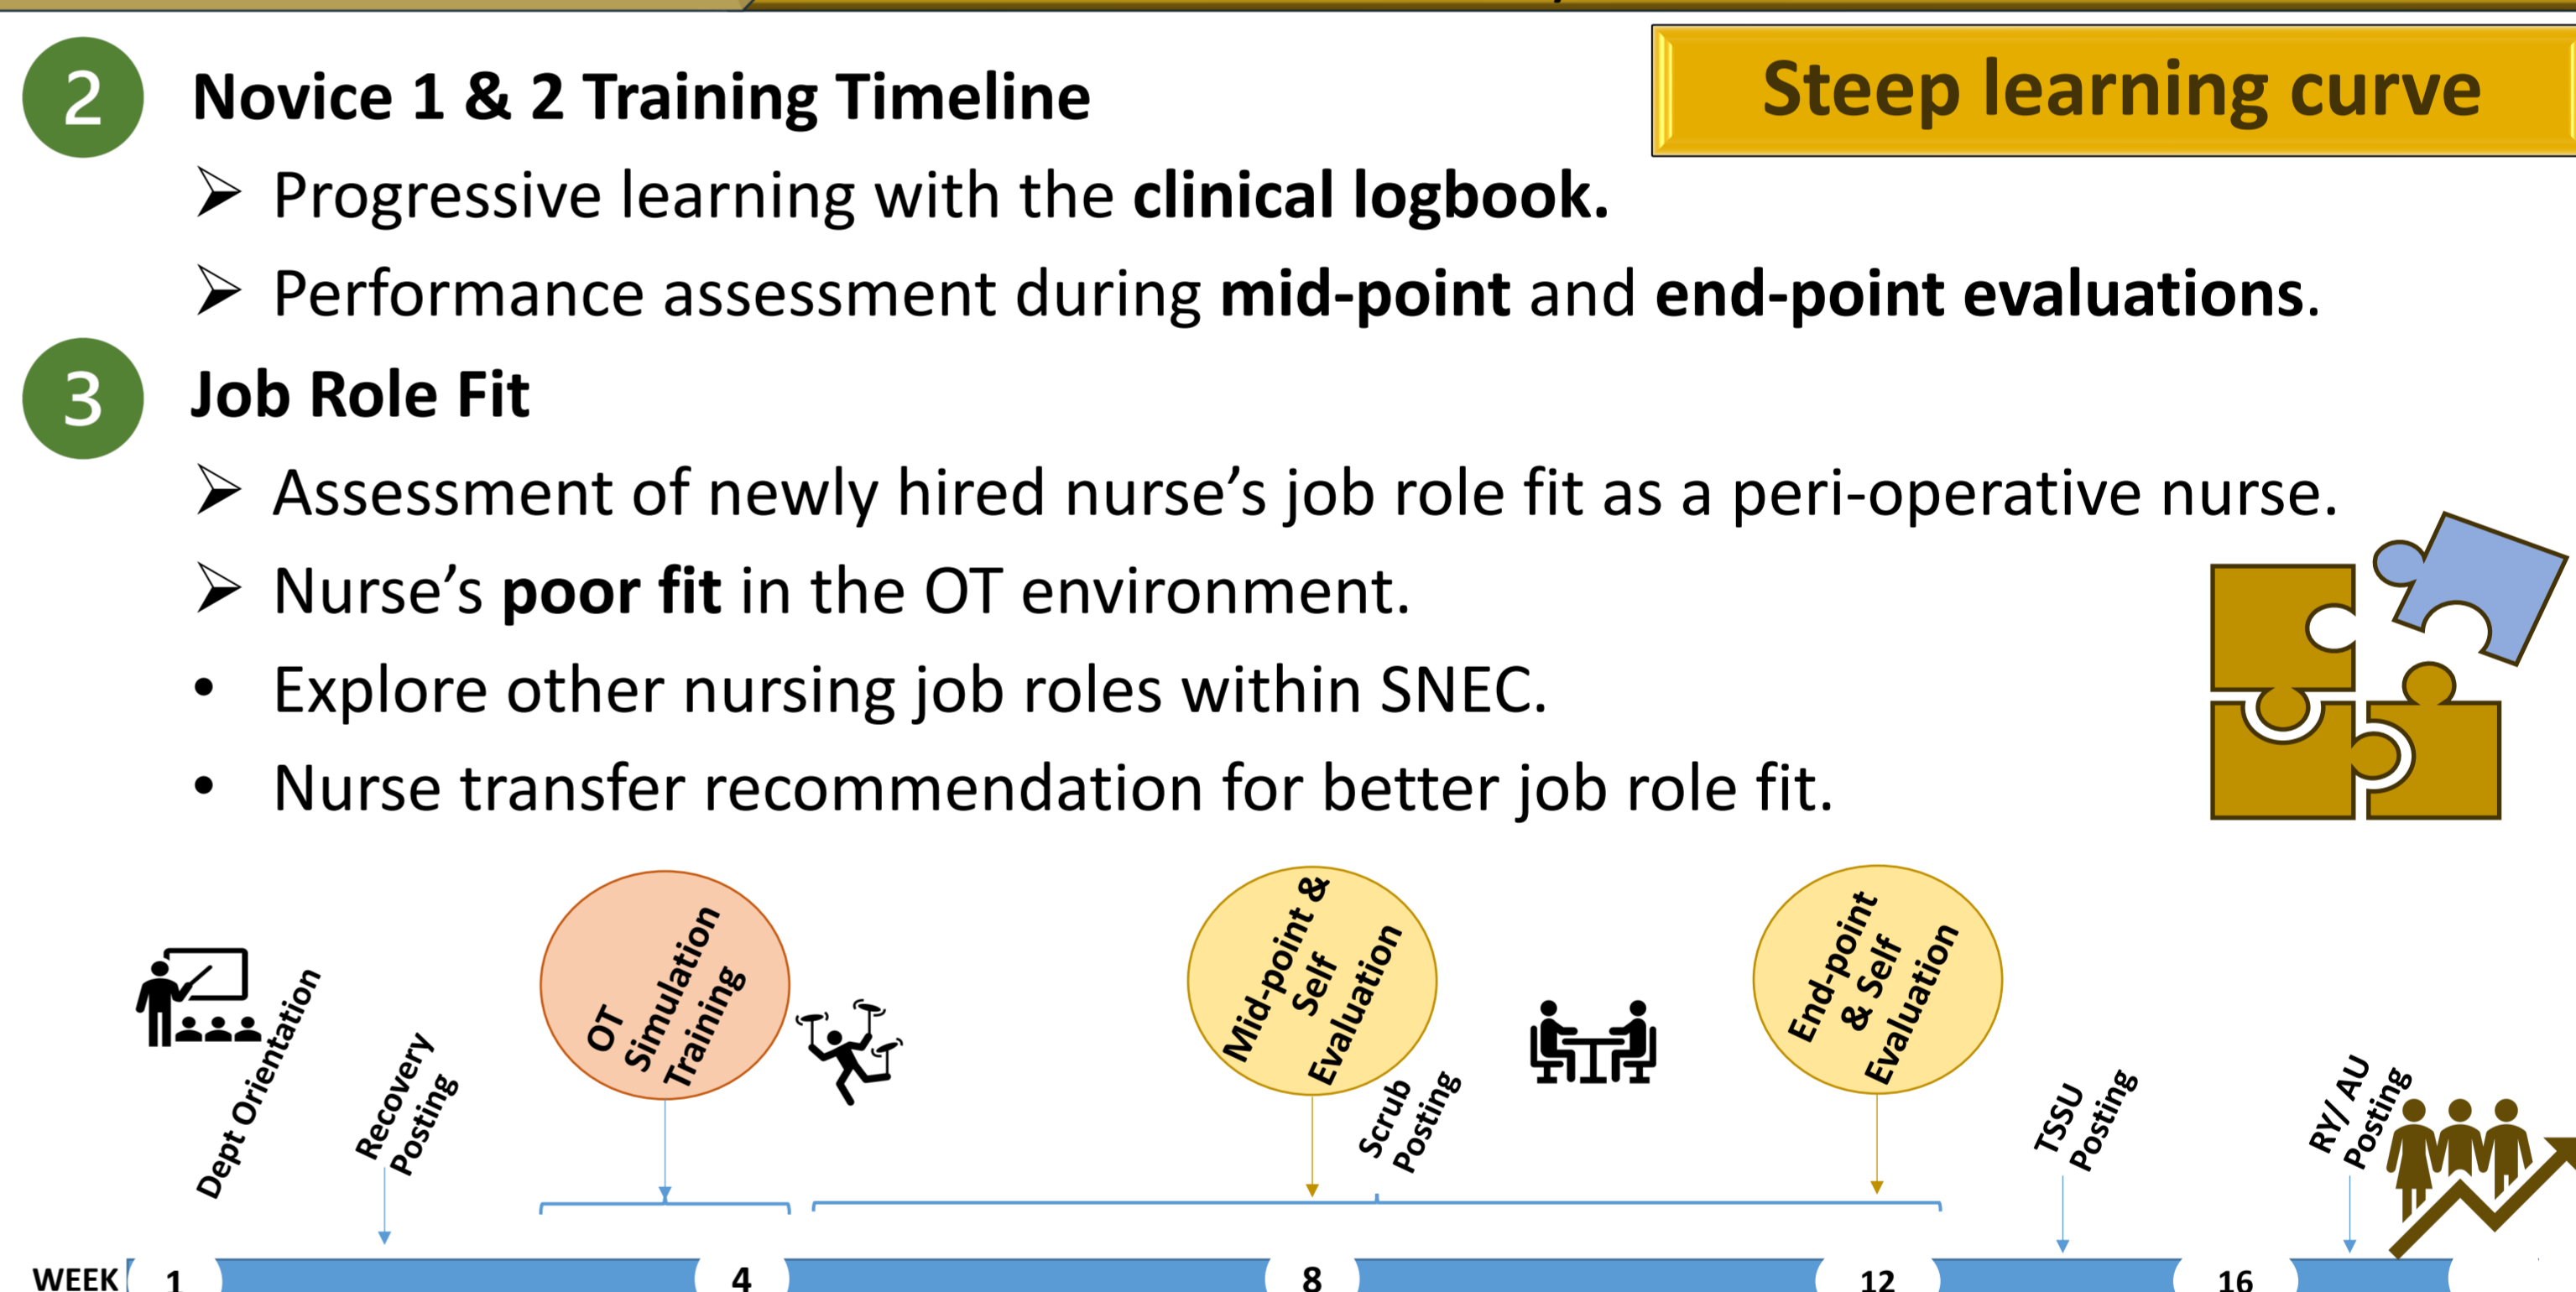 Steep learning curve
2
Novice 1 & 2 Training Timeline
➢ Progressive learning with the clinical logbook.
➢ Performance assessment during mid-point and end-point evaluations.
3
Job Role Fit
➢ Assessment of newly hired nurse’s job role fit as a peri-operative nurse.
➢ Nurse’s poor fit in the OT environment.
• Explore other nursing job roles within SNEC.
• Nurse transfer recommendation for better job role fit.
Dept Orientation
Recovery
Posting
OT
Simulation
Training
Mid-point &
Self
Evaluation
Scrub
Posting
End-point
& Self
Evaluation
TSSU
Posting
RY/ AU
Posting
WEEK 1 4 8 12 16